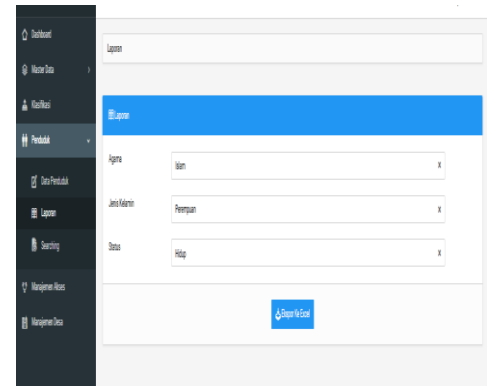 Dashboard
Master Data
Klasifikasi
Penduduk
Data Penduduk
Laporan
Searching
Manajemen Akses
Manajemen Desa
Laporan
Laporan
Agama
Islam x
Jenis Kelamin
Perempuan x
Status
Hidup x
Ekspor Ke Excel